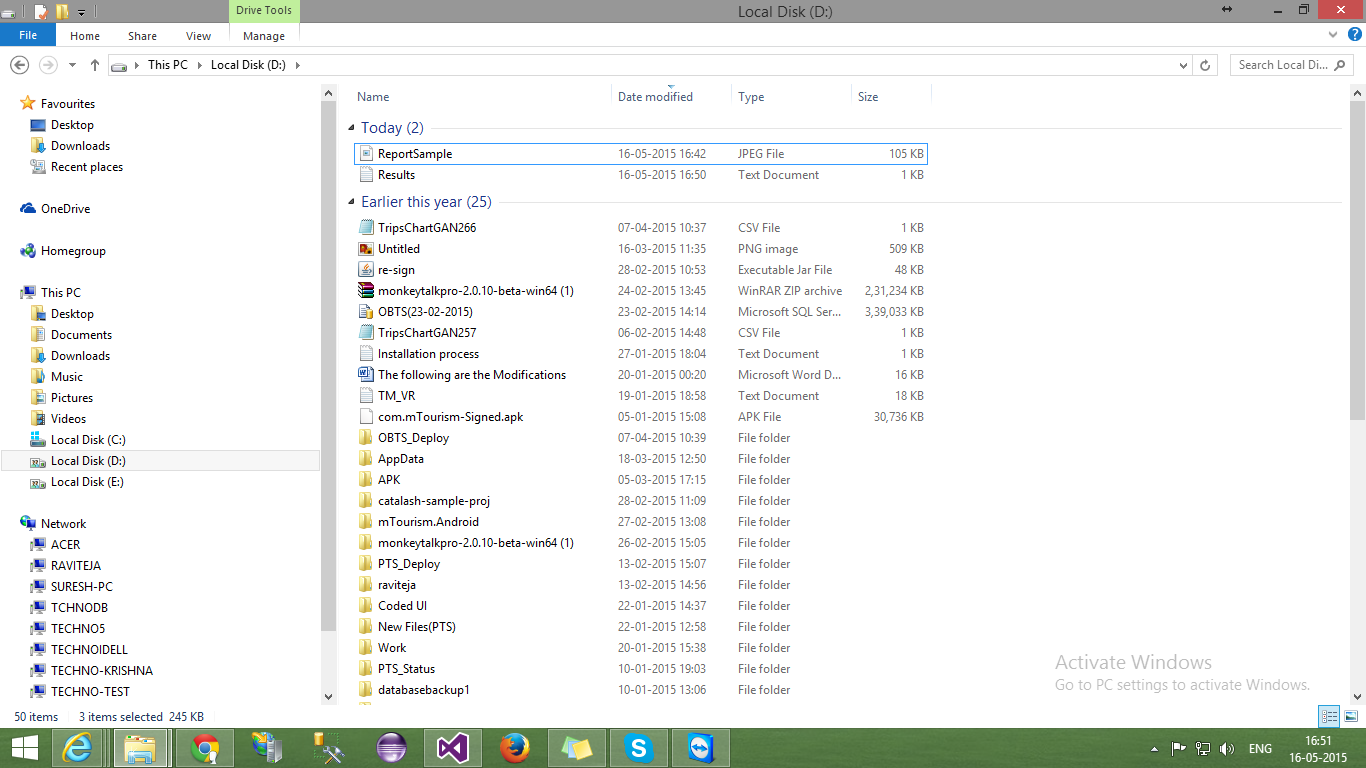 Drive Tools
Local Disk (D:)
File Home Share View Manage
This PC Local Disk (D:)
Search Local Di...
Favourites
Desktop
Downloads
Recent places
OneDrive
Homegroup
This PC
Desktop
Documents
Downloads
Music
Pictures
Videos
Local Disk (C:)
Local Disk (D:)
Local Disk (E:)
Network
ACER
RAVITEJA
SURESH-PC
TCHNODB
TECHNO5
TECHNOIDELL
TECHNO-KRISHNA
TECHNO-TEST
Name Date modified Type Size
Today (2)
ReportSample 16-05-2015 16:42 JPEG File 105 KB
Results 16-05-2015 16:50 Text Document 1 KB
Earlier this year (25)
TripsChartGAN266 07-04-2015 10:37 CSV File 1 KB
Untitled 16-03-2015 11:35 PNG image 509 KB
re-sign 28-02-2015 10:53 Executable Jar File 48 KB
monkeytalkpro-2.0.10-beta-win64 (1) 24-02-2015 13:45 WinRAR ZIP archive 2,31,234 KB
OBTS(23-02-2015) 23-02-2015 14:14 Microsoft SQL Ser... 3,39,033 KB
TripsChartGAN257 06-02-2015 14:48 CSV File 1 KB
Installation process 27-01-2015 18:04 Text Document 1 KB
The following are the Modifications 20-01-2015 00:20 Microsoft Word D... 16 KB
TM_VR 19-01-2015 18:58 Text Document 18 KB
com.mTourism-Signed.apk 05-01-2015 15:08 APK File 30,736 KB
OBTS_Deploy 07-04-2015 10:39 File folder
AppData 18-03-2015 12:50 File folder
APK 05-03-2015 17:15 File folder
catalash-sample-proj 28-02-2015 11:09 File folder
mTourism.Android 27-02-2015 13:08 File folder
monkeytalkpro-2.0.10-beta-win64 (1) 26-02-2015 15:05 File folder
PTS_Deploy 13-02-2015 15:07 File folder
raviteja 13-02-2015 14:56 File folder
Coded UI 22-01-2015 14:37 File folder
New Files(PTS) 22-01-2015 12:58 File folder
Work 20-01-2015 15:38 File folder
PTS_Status 10-01-2015 19:03 File folder
databasebackup1 10-01-2015 13:06 File folder
Activate Windows
Go to PC settings to activate Windows.
50 items 3 items selected 245 KB
ENG
16:51
16-05-2015